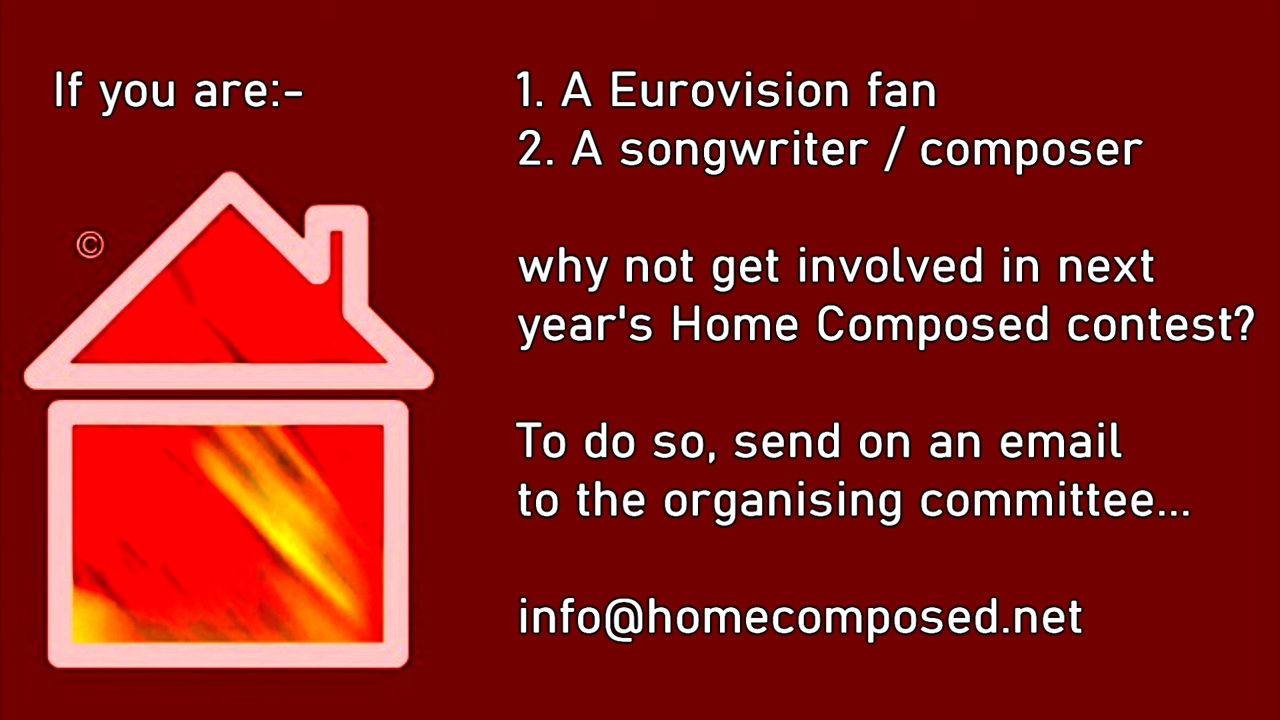 If you are:-
1. A Eurovision fan
2. A songwriter / composer
©
why not get involved in next
year's Home Composed contest?
To do so, send on an email
to the organising committee...
info@homecomposed.net